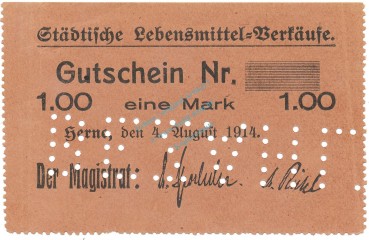 Städtische Lebensmittel-Verkäufe.
Gutschein Nr.
1.00 eine Mark 1.00
Herne, den 4. August 1914.
Der Magistrat: